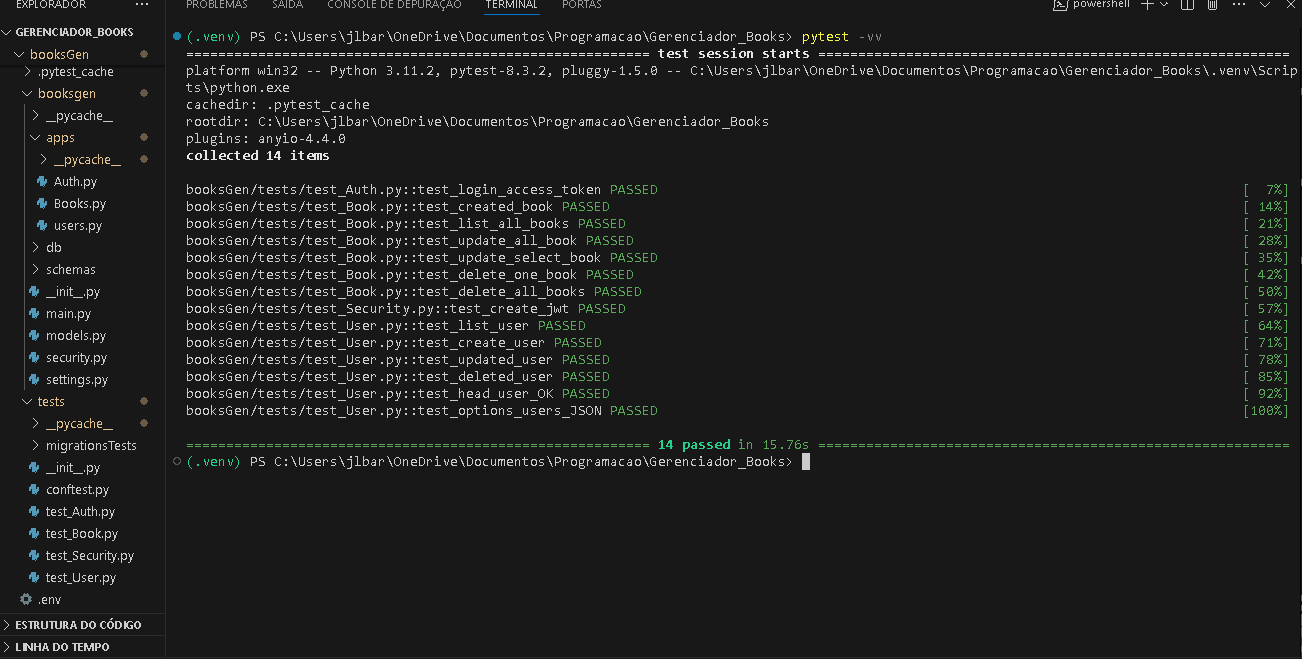 EXPLORADOR ...
PROBLEMAS SAÍDA CONSOLE DE DEPURAÇÃO TERMINAL PORTAS
powershell
GERENCIADOR_BOOKS
booksGen
.pytest_cache
booksgen
__pycache__
apps
__pycache__
Auth.py
Books.py
users.py
db
schemas
__init__.py
main.py
models.py
security.py
settings.py
tests
__pycache__
migrationsTests
__init__.py
conftest.py
test_Auth.py
test_Book.py
test_Security.py
test_User.py
.env
ESTRUTURA DO CÓDIGO
LINHA DO TEMPO
(.venv) PS C:\Users\jlbar\OneDrive\Documentos\Programacao\Gerenciador_Books> pytest -vv
========================================================== test session starts ===========================================================
platform win32 -- Python 3.11.2, pytest-8.3.2, pluggy-1.5.0 -- C:\Users\jlbar\OneDrive\Documentos\Programacao\Gerenciador_Books\.venv\Scrip
ts\python.exe
cachedir: .pytest_cache
rootdir: C:\Users\jlbar\OneDrive\Documentos\Programacao\Gerenciador_Books
plugins: anyio-4.4.0
collected 14 items
booksGen/tests/test_Auth.py::test_login_access_token PASSED [  7%]
booksGen/tests/test_Book.py::test_created_book PASSED [ 14%]
booksGen/tests/test_Book.py::test_list_all_books PASSED [ 21%]
booksGen/tests/test_Book.py::test_update_all_book PASSED [ 28%]
booksGen/tests/test_Book.py::test_update_select_book PASSED [ 35%]
booksGen/tests/test_Book.py::test_delete_one_book PASSED [ 42%]
booksGen/tests/test_Book.py::test_delete_all_books PASSED [ 50%]
booksGen/tests/test_Security.py::test_create_jwt PASSED [ 57%]
booksGen/tests/test_User.py::test_list_user PASSED [ 64%]
booksGen/tests/test_User.py::test_create_user PASSED [ 71%]
booksGen/tests/test_User.py::test_updated_user PASSED [ 78%]
booksGen/tests/test_User.py::test_deleted_user PASSED [ 85%]
booksGen/tests/test_User.py::test_head_user_OK PASSED [ 92%]
booksGen/tests/test_User.py::test_options_users_JSON PASSED [100%]
========================================================== 14 passed in 15.76s ===========================================================
(.venv) PS C:\Users\jlbar\OneDrive\Documentos\Programacao\Gerenciador_Books>